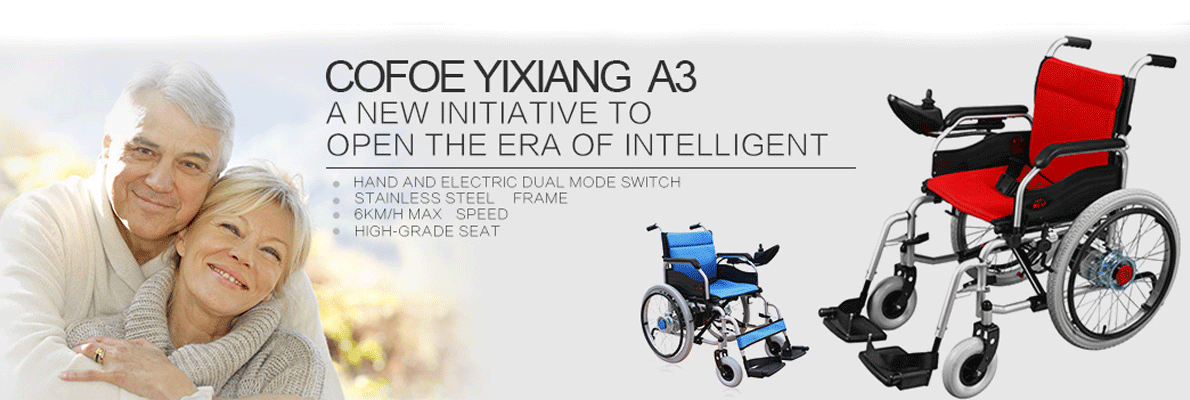 COFOE YIXIANG A3
A NEW INITIATIVE TO
OPEN THE ERA OF INTELLIGENT
HAND AND ELECTRIC DUAL MODE SWITCH
STAINLESS STEEL FRAME
6KM/H MAX SPEED
HIGH-GRADE SEAT